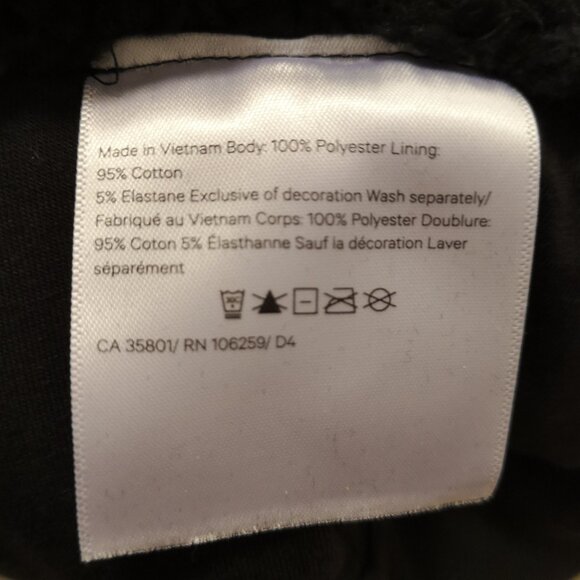 Made in Vietnam Body: 100% Polyester Lining:
95% Cotton
5% Elastane Exclusive of decoration Wash separately/
Fabriqué au Vietnam Corps: 100% Polyester Doublure:
95% Coton 5% Élasthanne Sauf la décoration Laver
séparément
CA 35801/ RN 106259/ D4